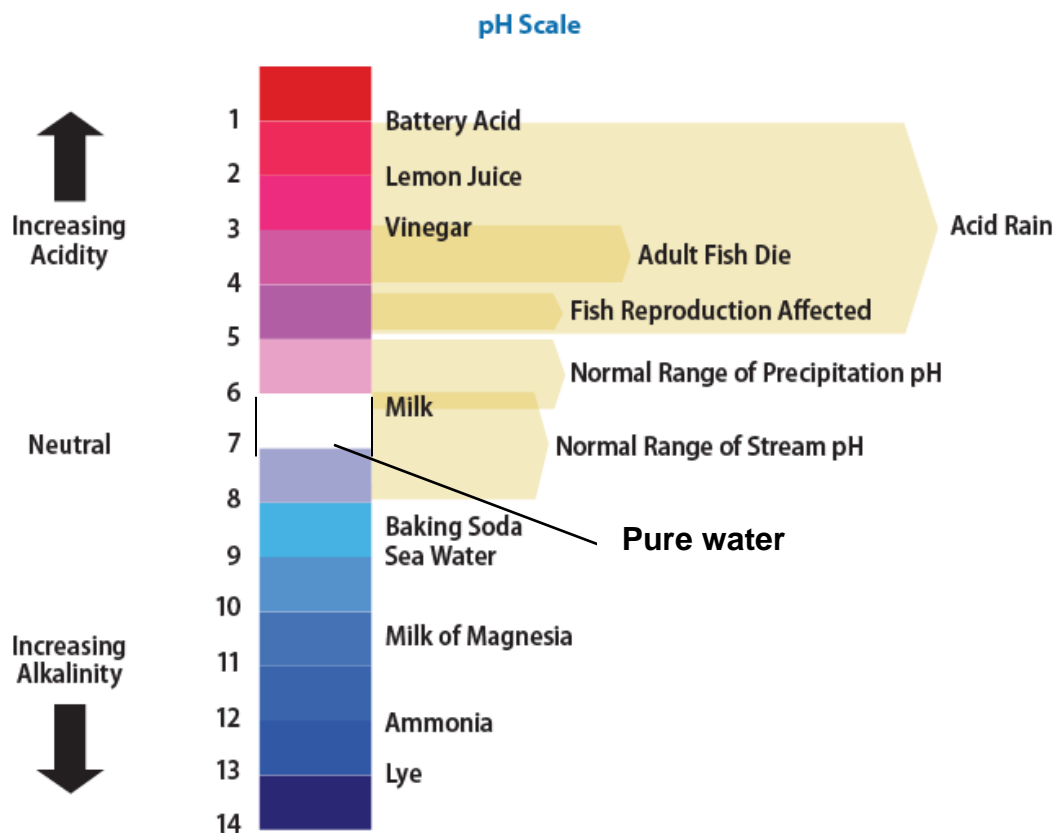 pH Scale
1
Battery Acid
2
Lemon Juice
Increasing
Acidity
3
Vinegar
Acid Rain
Adult Fish Die
4
Fish Reproduction Affected
5
Normal Range of Precipitation pH
6
Milk
Neutral
7
Normal Range of Stream pH
8
Baking Soda
Pure water
9
Sea Water
10
Milk of Magnesia
Increasing
Alkalinity
11
12
Ammonia
13
Lye
14